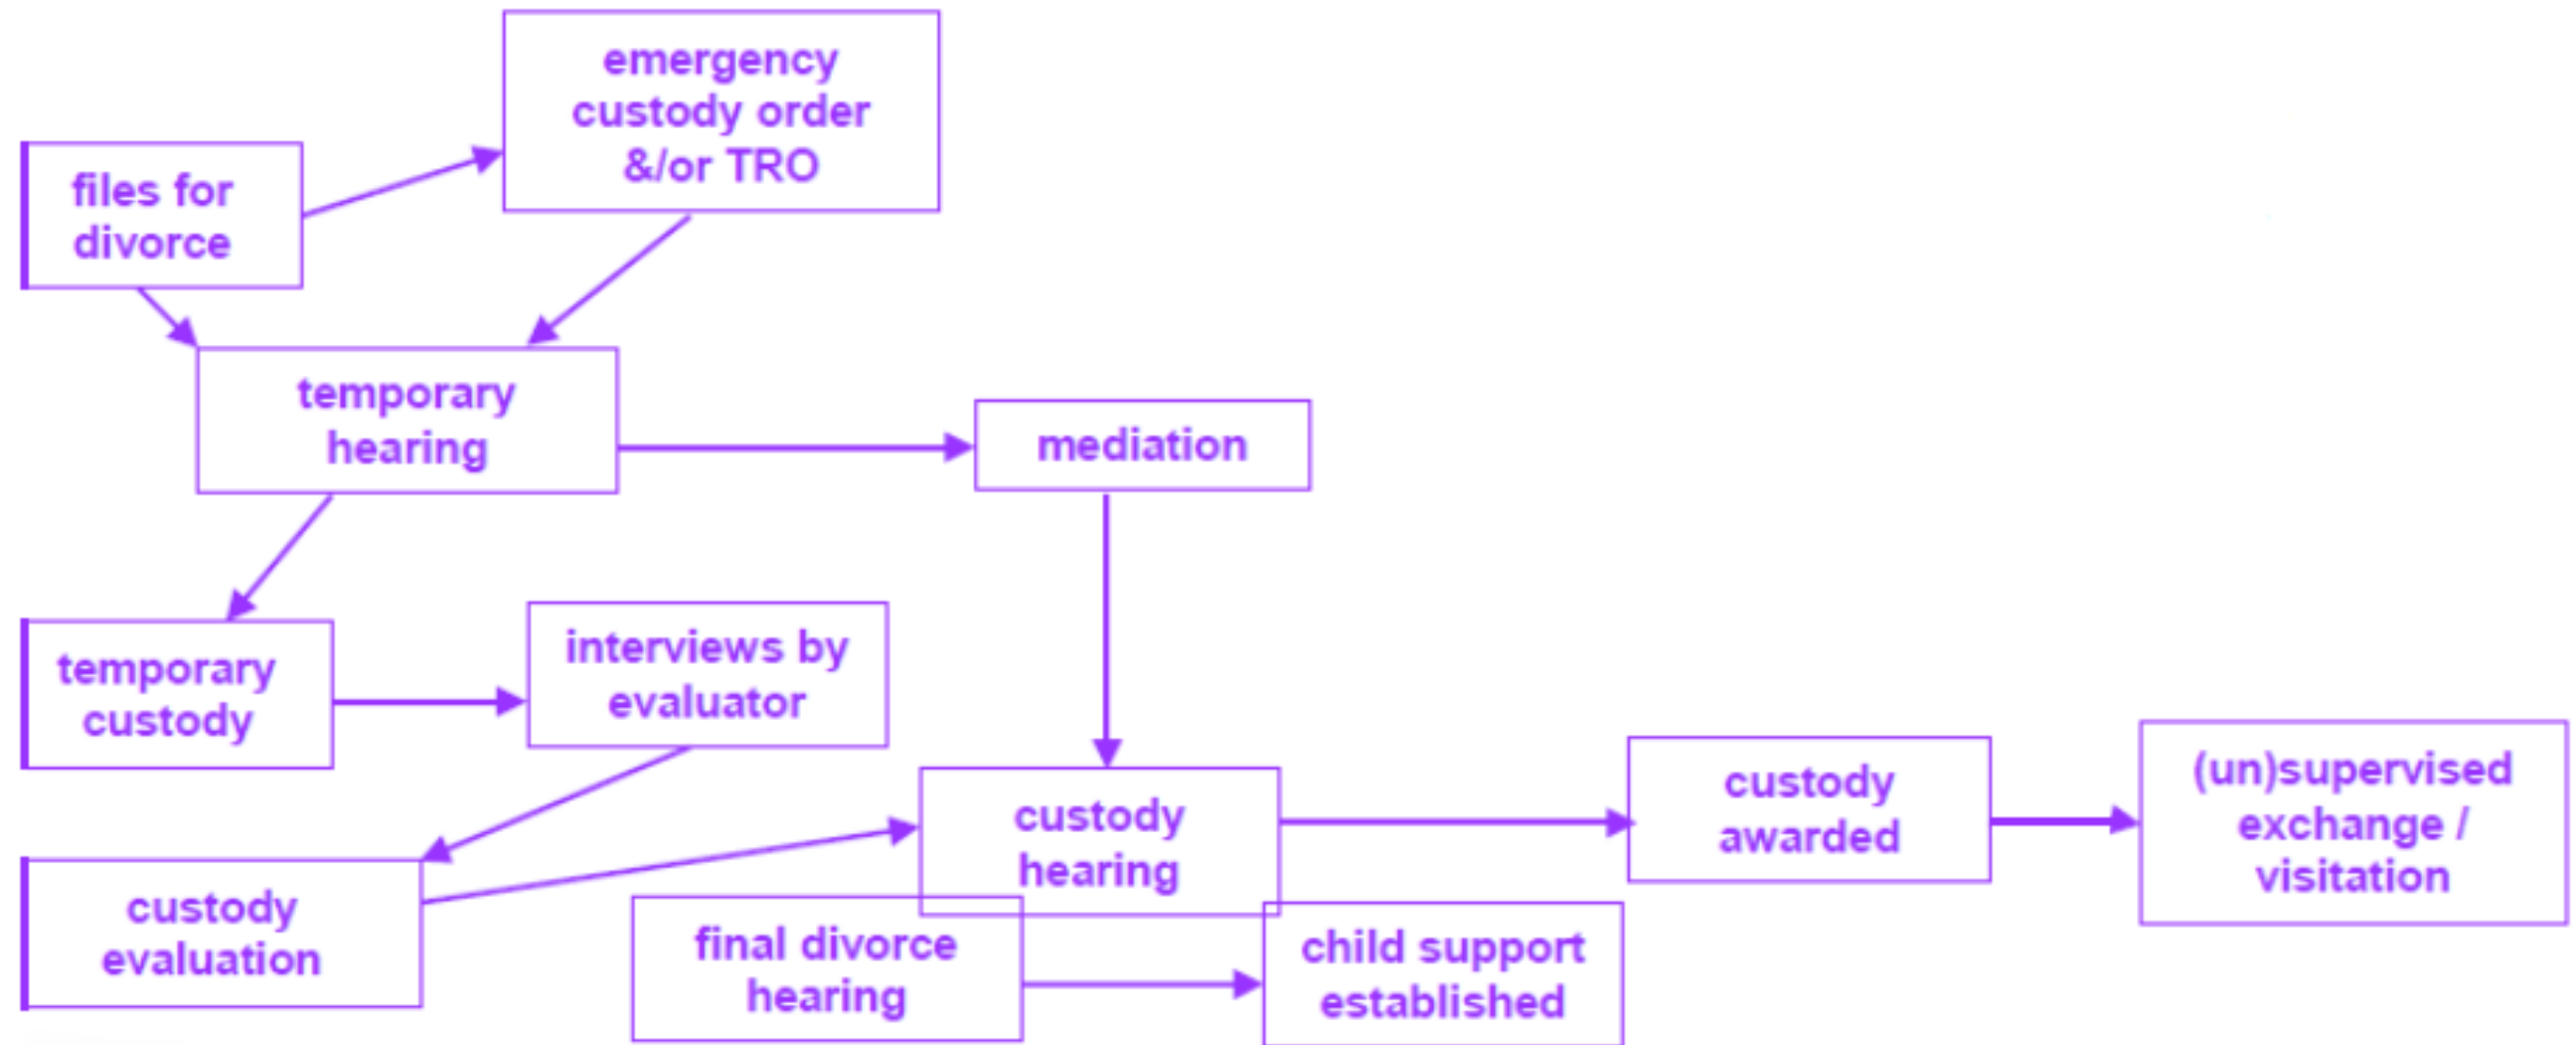 emergency
custody order
&/or TRO
files for
divorce
temporary
hearing
mediation
temporary
custody
interviews by
evaluator
custody
hearing
custody
awarded
(un)supervised
exchange /
visitation
custody
evaluation
final divorce
hearing
child support
established